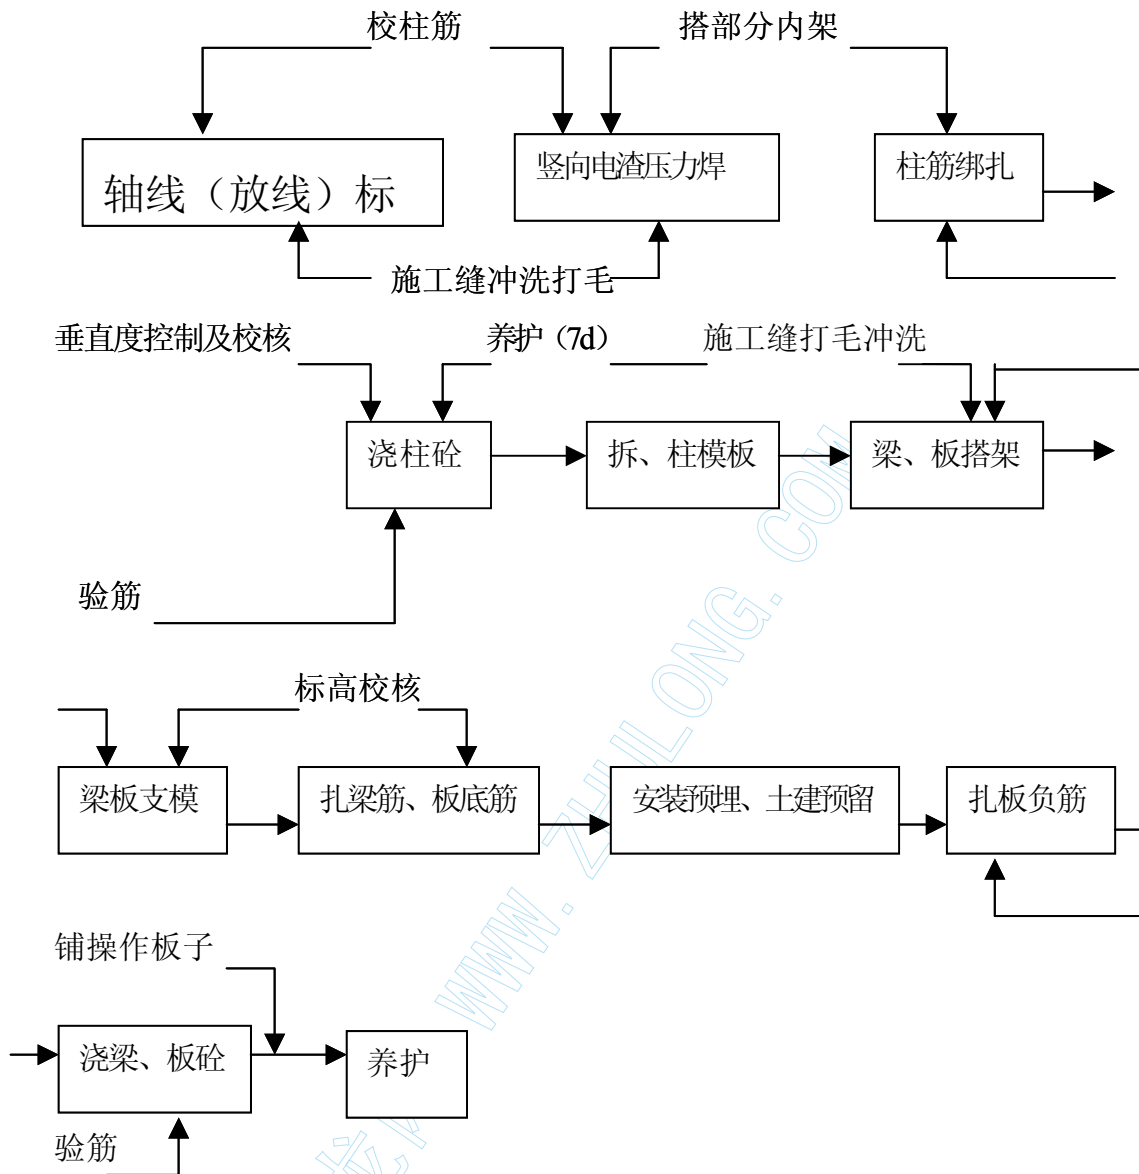 校柱筋
搭部分内架
轴线（放线）标
竖向电渣压力焊
柱筋绑扎
施工缝冲洗打毛
垂直度控制及校核
养护（7d）
施工缝打毛冲洗
浇柱砼
拆、柱模板
梁、板搭架
验筋
标高校核
梁板支模
扎梁筋、板底筋
安装预埋、土建预留
扎板负筋
铺操作板子
浇梁、板砼
养护
验筋
WWW.ZHULONG.COM